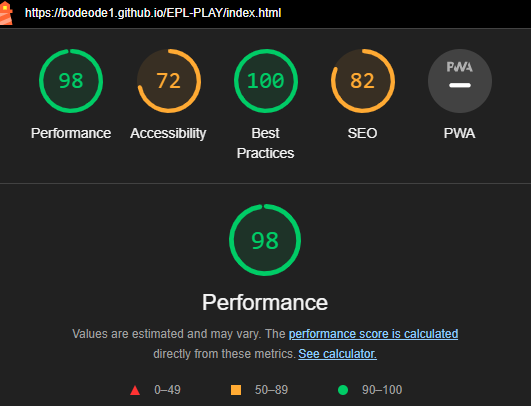 https://bodeode1.github.io/EPL-PLAY/index.html
98
72
100
82
PWA
Performance
Accessibility
Best
Practices
SEO
PWA
98
Performance
Values are estimated and may vary. The performance score is calculated
directly from these metrics. See calculator.
0–49
50–89
90–100